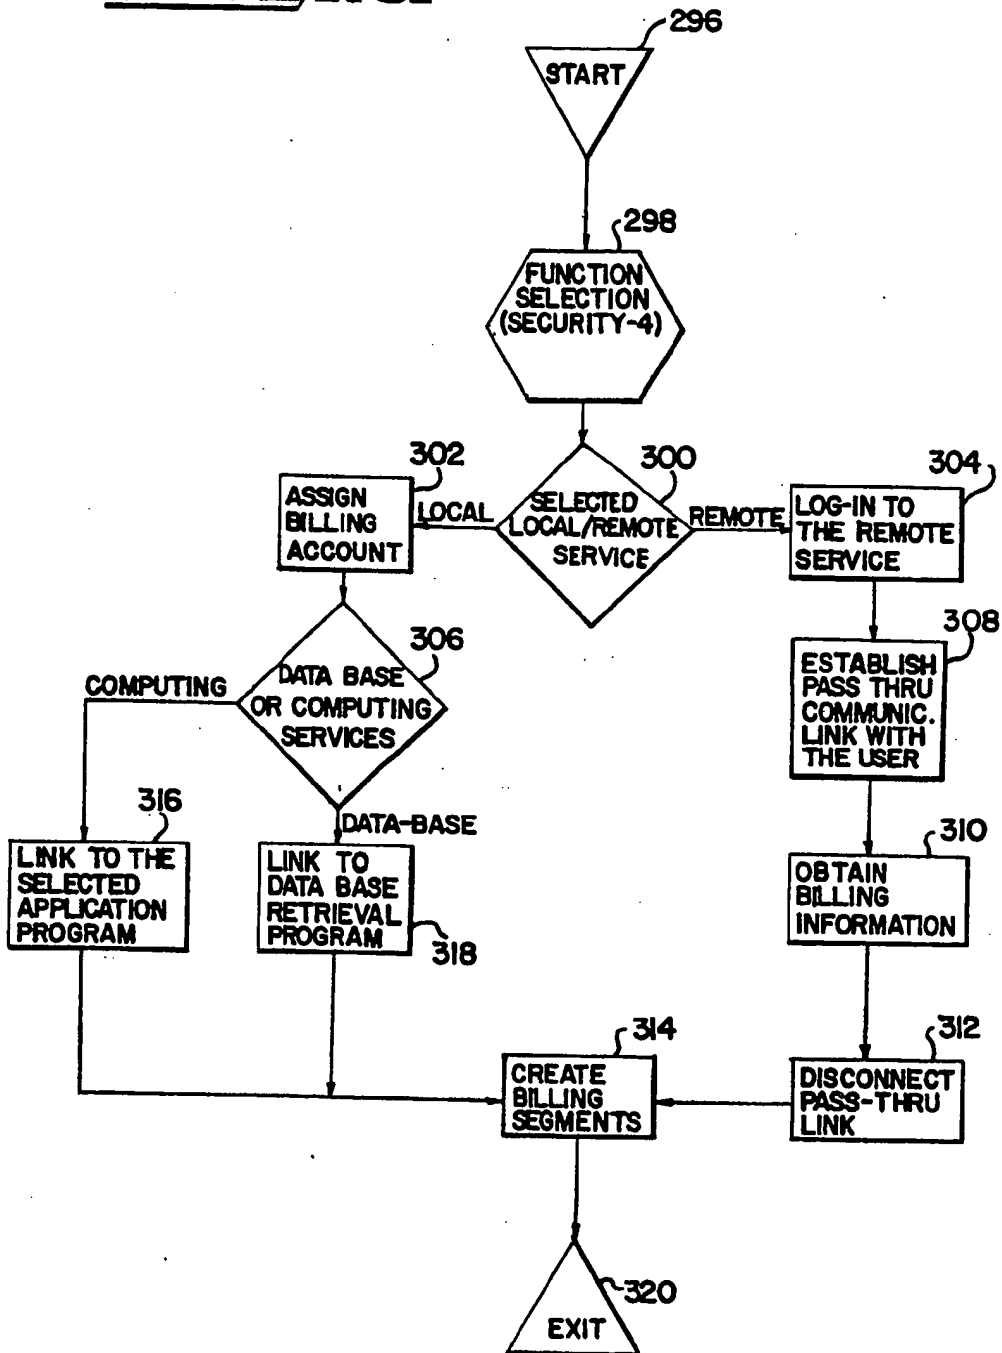 296
START
298
FUNCTION
SELECTION
(SECURITY-4)
302
300
304
ASSIGN
BILLING
ACCOUNT
LOCAL
SELECTED
LOCAL/REMOTE
SERVICE
REMOTE
LOG-IN TO
THE REMOTE
SERVICE
306
308
COMPUTING
DATA BASE
OR COMPUTING
SERVICES
ESTABLISH
PASS THRU
COMMUNIC.
LINK WITH
THE USER
316
DATA-BASE
310
LINK TO THE
SELECTED
APPLICATION
PROGRAM
LINK TO
DATA BASE
RETRIEVAL
PROGRAM
318
OBTAIN
BILLING
INFORMATION
314
312
CREATE
BILLING
SEGMENTS
DISCONNECT
PASS-THRU
LINK
320
EXIT